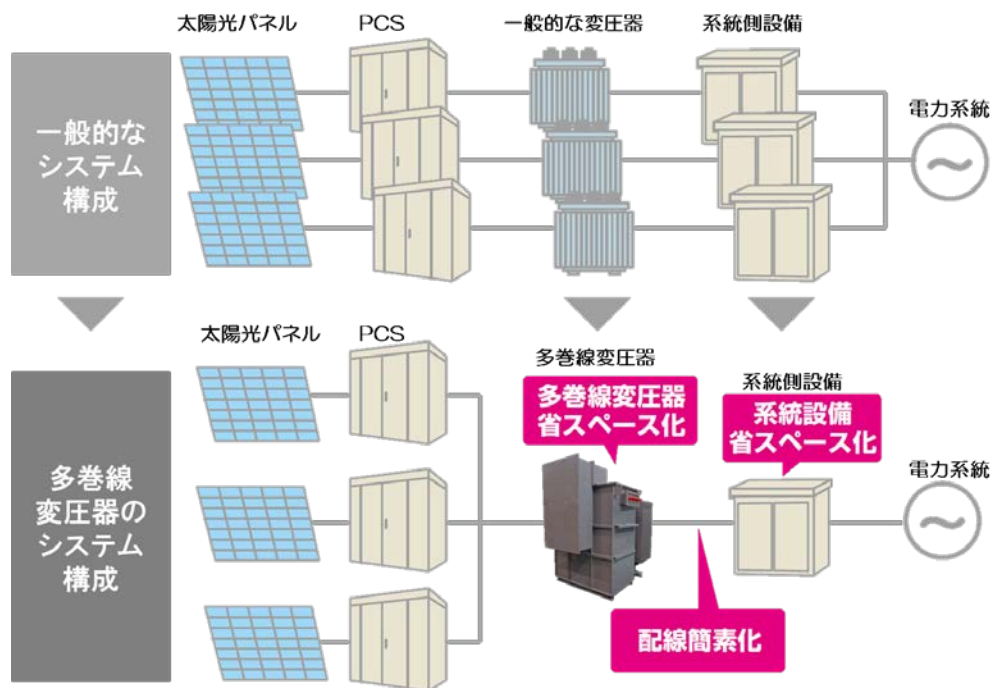 太陽光パネル
PCS
一般的な変圧器
系統側設備
一般的な
システム
構成
電力系統
太陽光パネル
PCS
多巻線変圧器
系統側設備
多巻線変圧器
省スペース化
系統設備
省スペース化
多巻線
変圧器の
システム
構成
電力系統
配線簡素化